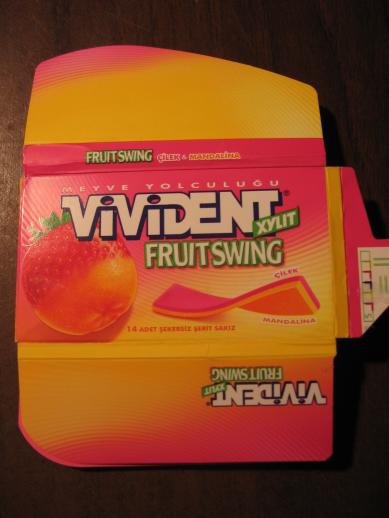 FRUITSWING ÇİLEK & MANDALİNA
MEYVE YOLCULUĞU
ViViDENT®
XYLIT
FRUITSWING
ÇİLEK
MANDALİNA
14 ADET ŞEKERSİZ ŞERİT SAKIZ
ViViDENT®
XYLIT
FRUITSWING